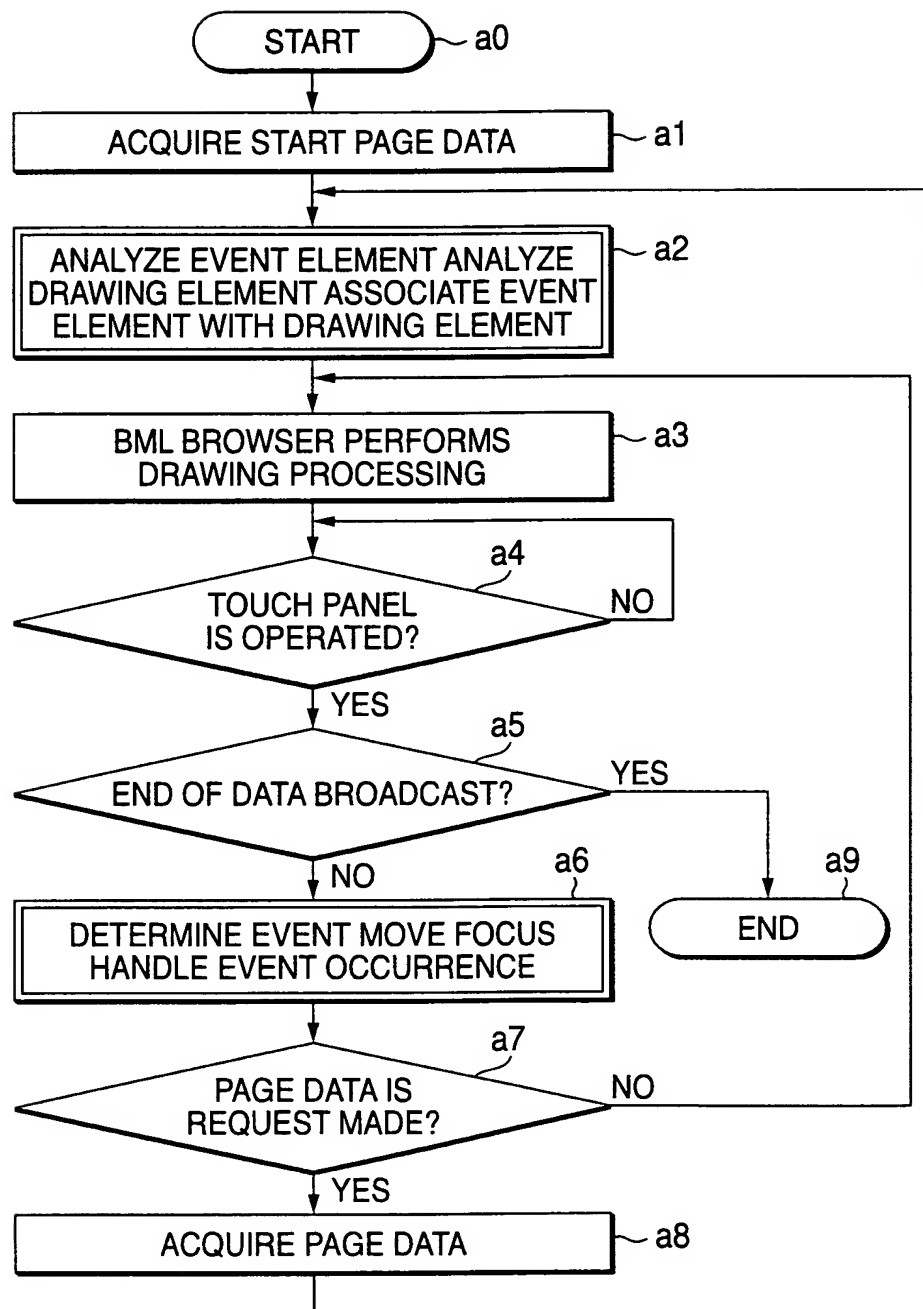 START
a0
ACQUIRE START PAGE DATA
a1
ANALYZE EVENT ELEMENT ANALYZE
DRAWING ELEMENT ASSOCIATE EVENT
ELEMENT WITH DRAWING ELEMENT
a2
BML BROWSER PERFORMS
DRAWING PROCESSING
a3
a4
TOUCH PANEL
IS OPERATED?
NO
YES
a5
END OF DATA BROADCAST?
YES
NO
a6
DETERMINE EVENT MOVE FOCUS
HANDLE EVENT OCCURRENCE
a9
END
a7
PAGE DATA IS
REQUEST MADE?
NO
YES
ACQUIRE PAGE DATA
a8